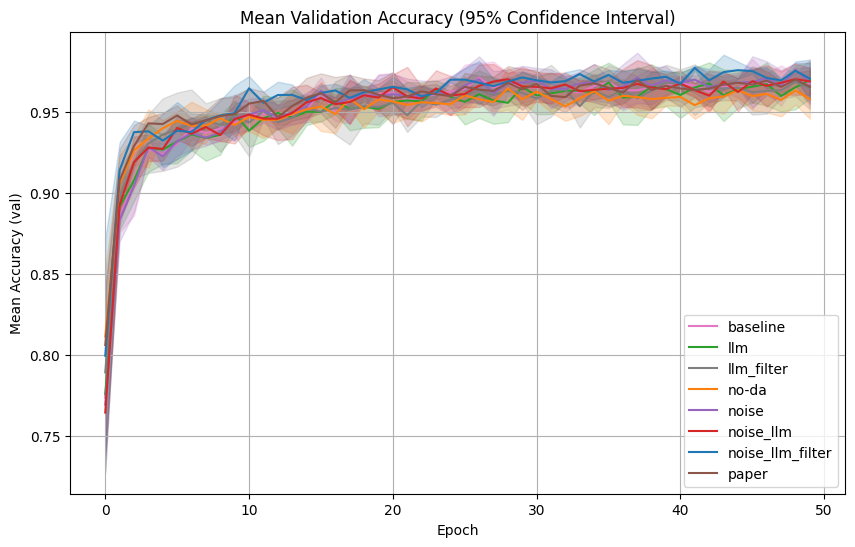 Mean Validation Accuracy (95% Confidence Interval)
Mean Accuracy (val)
0.95
0.90
0.85
0.80
0.75
0
10
20
30
40
50
Epoch
baseline
llm
llm_filter
no-da
noise
noise_llm
noise_llm_filter
paper